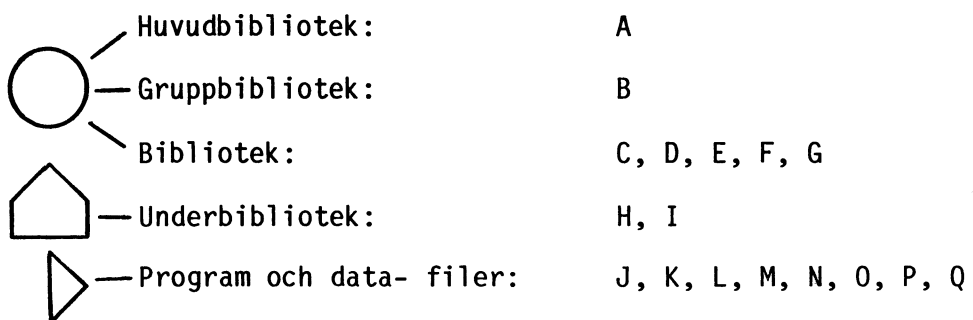 Huvudbibliotek: A
Gruppbibliotek: B
Bibliotek: C, D, E, F, G
Underbibliotek: H, I
Program och data- filer: J, K, L, M, N, O, P, Q